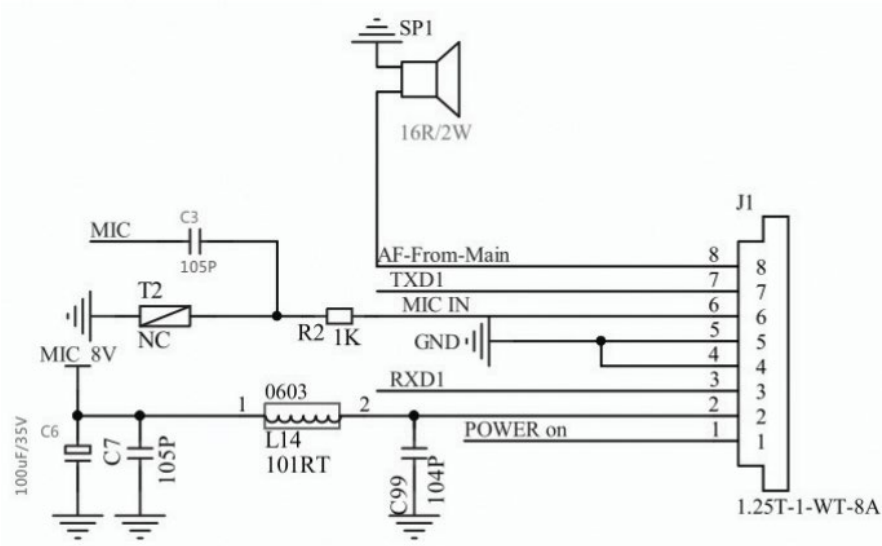 SP1
16R/2W
J1
C3
MIC
105P
AF-From-Main 8 8
TXD1 7 7
T2
MIC IN 6 6
R2 1K
NC
GND 5 5
4 4
MIC 8V
RXD1 3 3
0603
1 2 2 2
C6
100uF/35V
C7
105P
L14
101RT
C99
104P
POWER on 1 1
1.25T-1-WT-8A